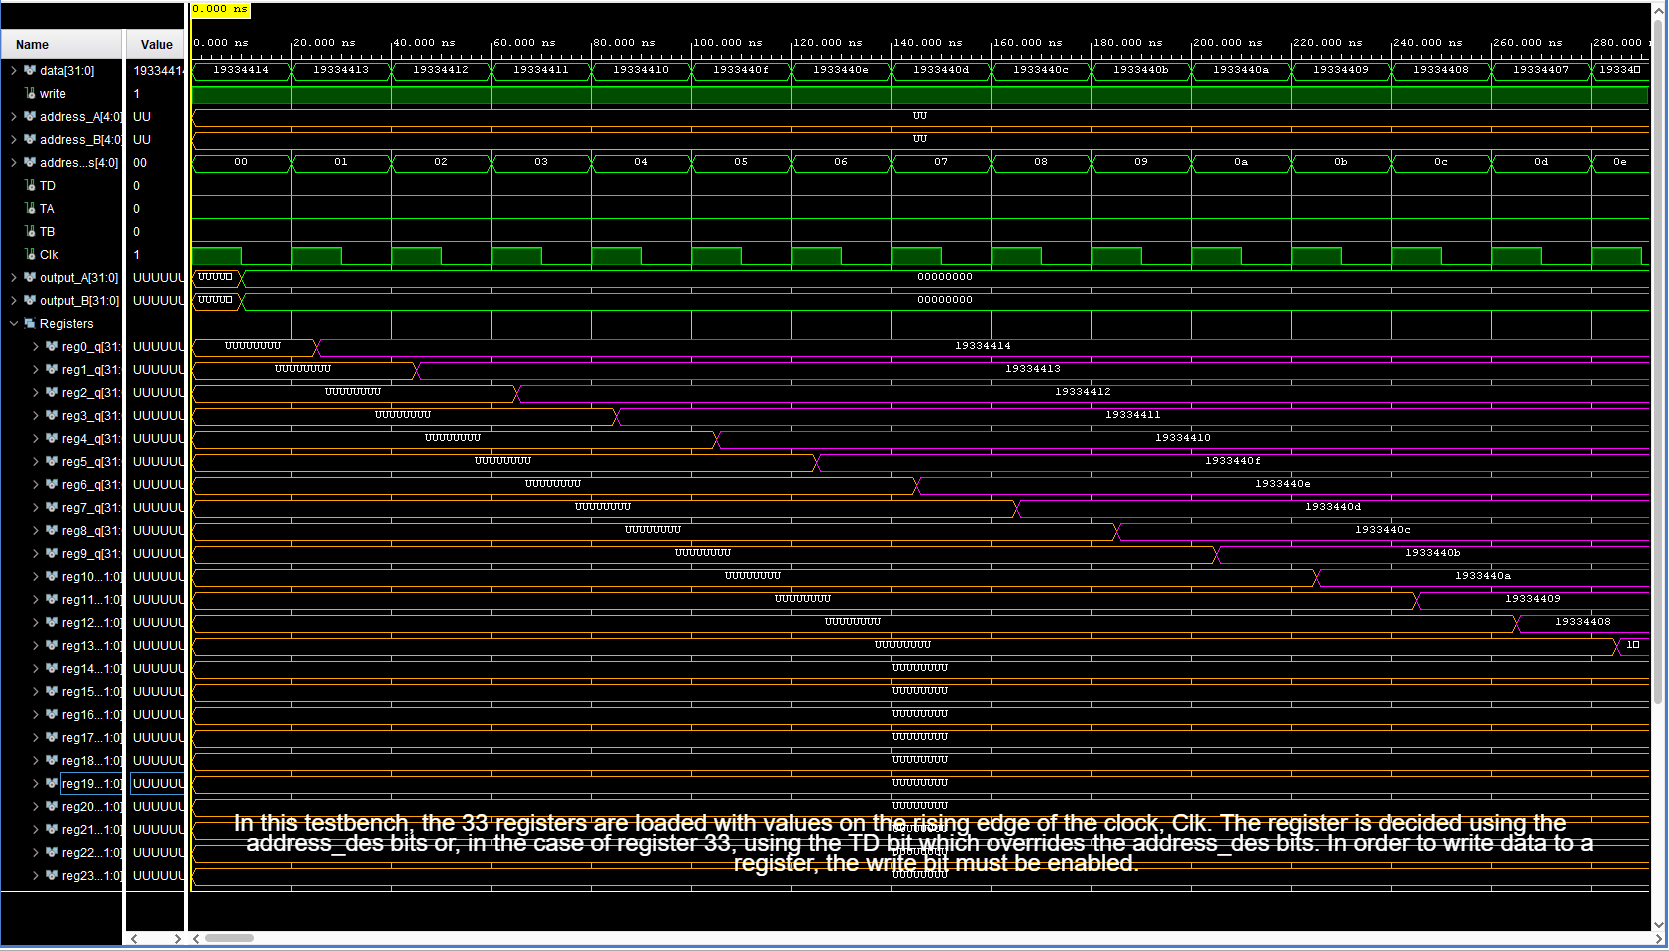 0.000 ns
Name Value
0.000 ns 20.000 ns 40.000 ns 60.000 ns 80.000 ns 100.000 ns 120.000 ns 140.000 ns 160.000 ns 180.000 ns 200.000 ns 220.000 ns 240.000 ns 260.000 ns 280.000
data[31:0] 1933441 19334414 19334413 19334412 19334411 19334410 1933440f 1933440e 1933440d 1933440c 1933440b 1933440a 19334409 19334408 19334407 19334
write 1
address_A[4:0] UU UU
address_B[4:0] UU UU
addres...s[4:0] 00 00 01 02 03 04 05 06 07 08 09 0a 0b 0c 0d 0e
TD 0
TA 0
TB 0
Clk 1
output_A[31:0] UUUUUU UUUU 00000000
output_B[31:0] UUUUUU UUUU 00000000
Registers
reg0_q[31: UUUUUU UUUUUUUU 19334414
reg1_q[31: UUUUUU UUUUUUUU 19334413
reg2_q[31: UUUUUU UUUUUUUU 19334412
reg3_q[31: UUUUUU UUUUUUUU 19334411
reg4_q[31: UUUUUU UUUUUUUU 19334410
reg5_q[31: UUUUUU UUUUUUUU 1933440f
reg6_q[31: UUUUUU UUUUUUUU 1933440e
reg7_q[31: UUUUUU UUUUUUUU 1933440d
reg8_q[31: UUUUUU UUUUUUUU 1933440c
reg9_q[31: UUUUUU UUUUUUUU 1933440b
reg10...1:0] UUUUUU UUUUUUUU 1933440a
reg11...1:0] UUUUUU UUUUUUUU 19334409
reg12...1:0] UUUUUU UUUUUUUU 19334408
reg13...1:0] UUUUUU UUUUUUUU 1
reg14...1:0] UUUUUU UUUUUUUU
reg15...1:0] UUUUUU UUUUUUUU
reg16...1:0] UUUUUU UUUUUUUU
reg17...1:0] UUUUUU UUUUUUUU
reg18...1:0] UUUUUU UUUUUUUU
reg19...1:0] UUUUUU UUUUUUUU
reg20...1:0] UUUUUU UUUUUUUU
reg21...1:0] UUUUUU
In this testbench, the 33 registers are loaded with values on the rising edge of the clock, Clk. The register is decided using the
address_des bits or, in the case of register 33, using the TD bit which overrides the address_des bits. In order to write data to a
register, the write bit must be enabled.
reg22...1:0] UUUUUU
reg23...1:0] UUUUUU UUUUUUUU